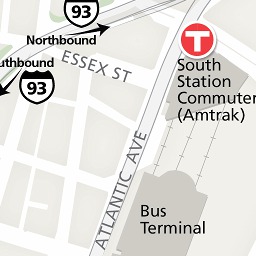 93
Northbound
ESSEX ST
uthbound
93
T
South
Station
Commuter
(Amtrak)
ATLANTIC AVE
Bus
Terminal